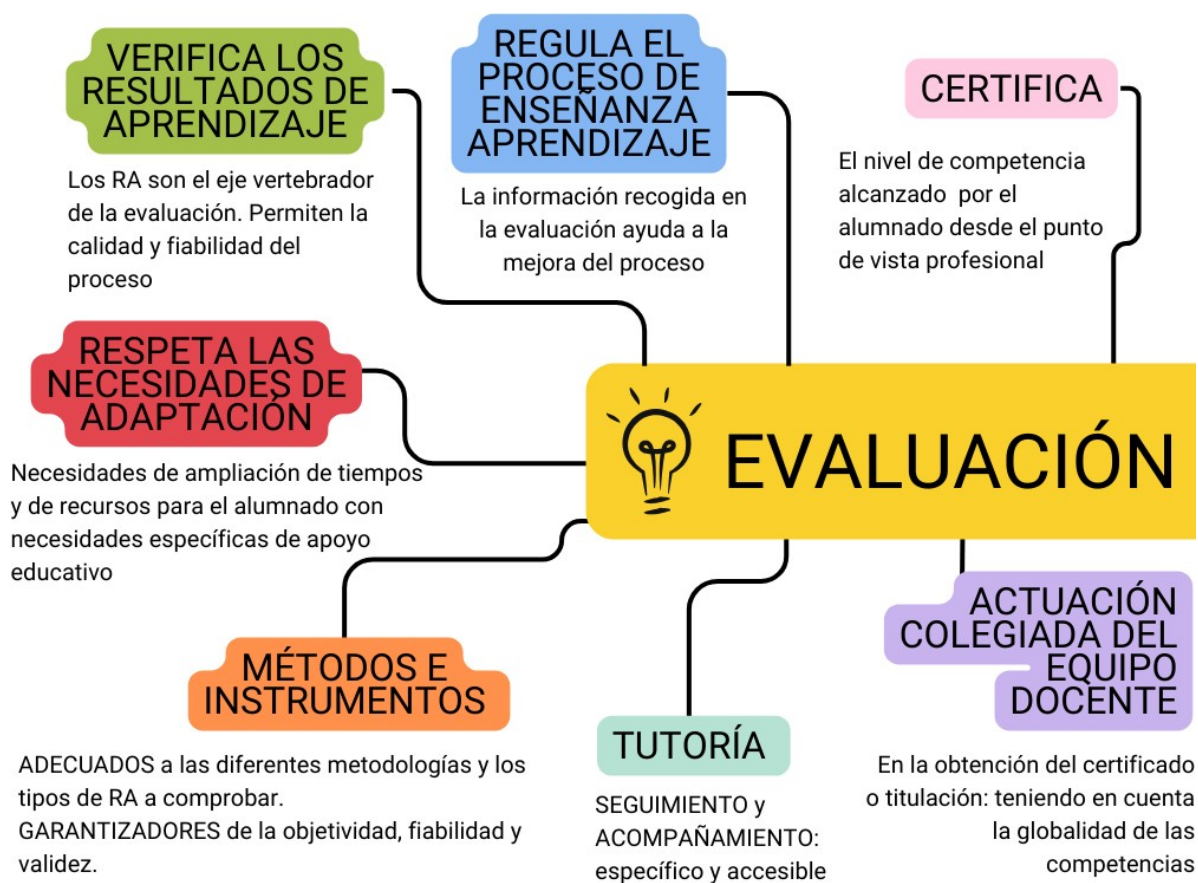 VERIFICA LOS
RESULTADOS DE
APRENDIZAJE
Los RA son el eje vertebrador
de la evaluación. Permiten la
calidad y fiabilidad del
proceso
REGULA EL
PROCESO DE
ENSEÑANZA
APRENDIZAJE
La información recogida en
la evaluación ayuda a la
mejora del proceso
CERTIFICA
El nivel de competencia
alcanzado por el
alumnado desde el punto
de vista profesional
RESPETA LAS
NECESIDADES DE
ADAPTACIÓN
Necesidades de ampliación de tiempos
y de recursos para el alumnado con
necesidades específicas de apoyo
educativo
EVALUACIÓN
MÉTODOS E
INSTRUMENTOS
ADECUADOS a las diferentes metodologías y los
tipos de RA a comprobar.
GARANTIZADORES de la objetividad, fiabilidad y
validez.
TUTORÍA
SEGUIMIENTO y
ACOMPAÑAMIENTO:
específico y accesible
ACTUACIÓN
COLEGIADA DEL
EQUIPO
DOCENTE
En la obtención del certificado
o titulación: teniendo en cuenta
la globalidad de las
competencias